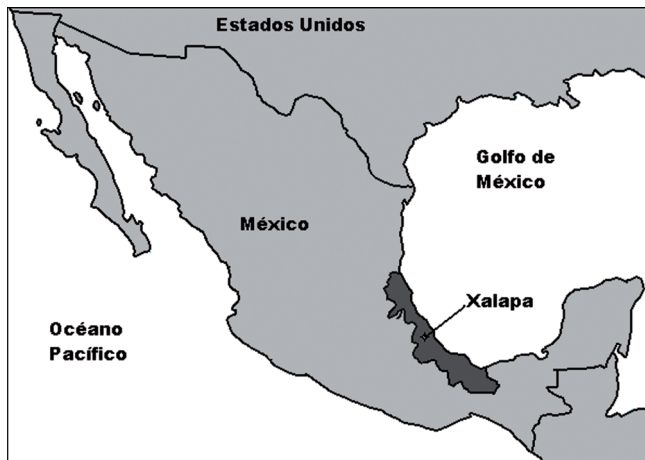 Estados Unidos
Golfo de
México
México
Xalapa
Océano
Pacífico